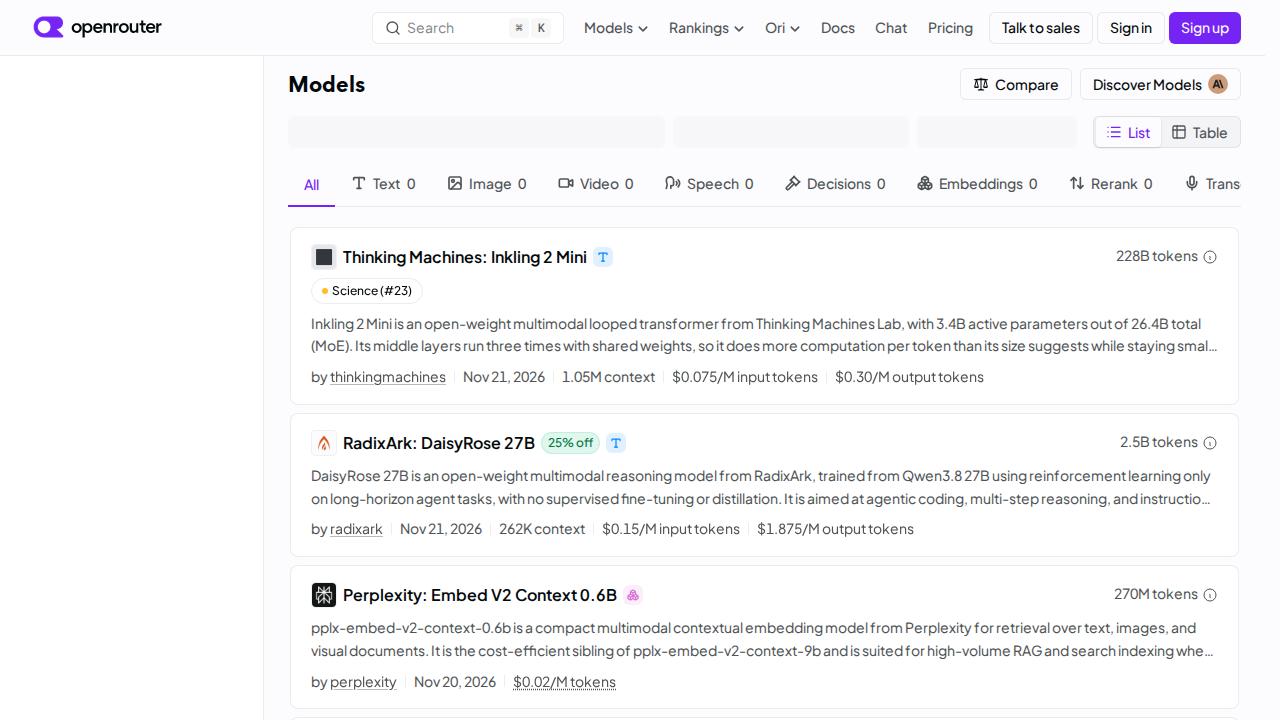 openrouter
Search ⌘ K
Models
Rankings
Ori
Docs
Chat
Pricing
Talk to sales
Sign in
Sign up
Models
Compare
Discover Models
List
Table
All
Text 0
Image 0
Video 0
Speech 0
Decisions 0
Embeddings 0
Rerank 0
Trans
Thinking Machines: Inkling 2 Mini
228B tokens
Science (#23)
Inkling 2 Mini is an open-weight multimodal looped transformer from Thinking Machines Lab, with 3.4B active parameters out of 26.4B total
(MoE). Its middle layers run three times with shared weights, so it does more computation per token than its size suggests while staying smal…
by thinkingmachines Nov 21, 2026 1.05M context $0.075/M input tokens $0.30/M output tokens
RadixArk: DaisyRose 27B 25% off
2.5B tokens
DaisyRose 27B is an open-weight multimodal reasoning model from RadixArk, trained from Qwen3.8 27B using reinforcement learning only
on long-horizon agent tasks, with no supervised fine-tuning or distillation. It is aimed at agentic coding, multi-step reasoning, and instructio…
by radixark Nov 21, 2026 262K context $0.15/M input tokens $1.875/M output tokens
Perplexity: Embed V2 Context 0.6B
270M tokens
pplx-embed-v2-context-0.6b is a compact multimodal contextual embedding model from Perplexity for retrieval over text, images, and
visual documents. It is the cost-efficient sibling of pplx-embed-v2-context-9b and is suited for high-volume RAG and search indexing whe…
by perplexity Nov 20, 2026 $0.02/M tokens